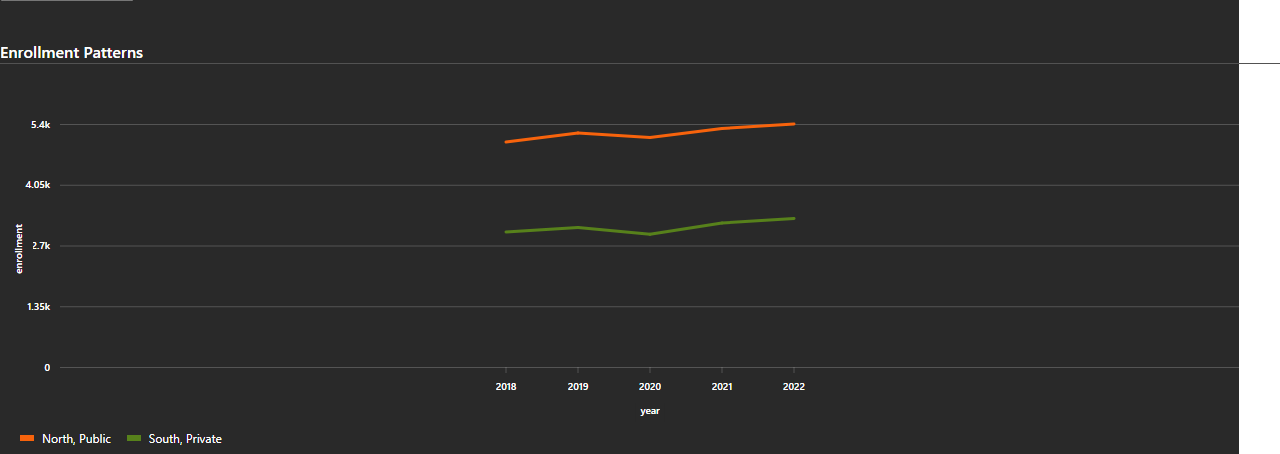 Enrollment Patterns
5.4k
4.05k
2.7k
1.35k
0
enrollment
2018 2019 2020 2021 2022
year
North, Public South, Private